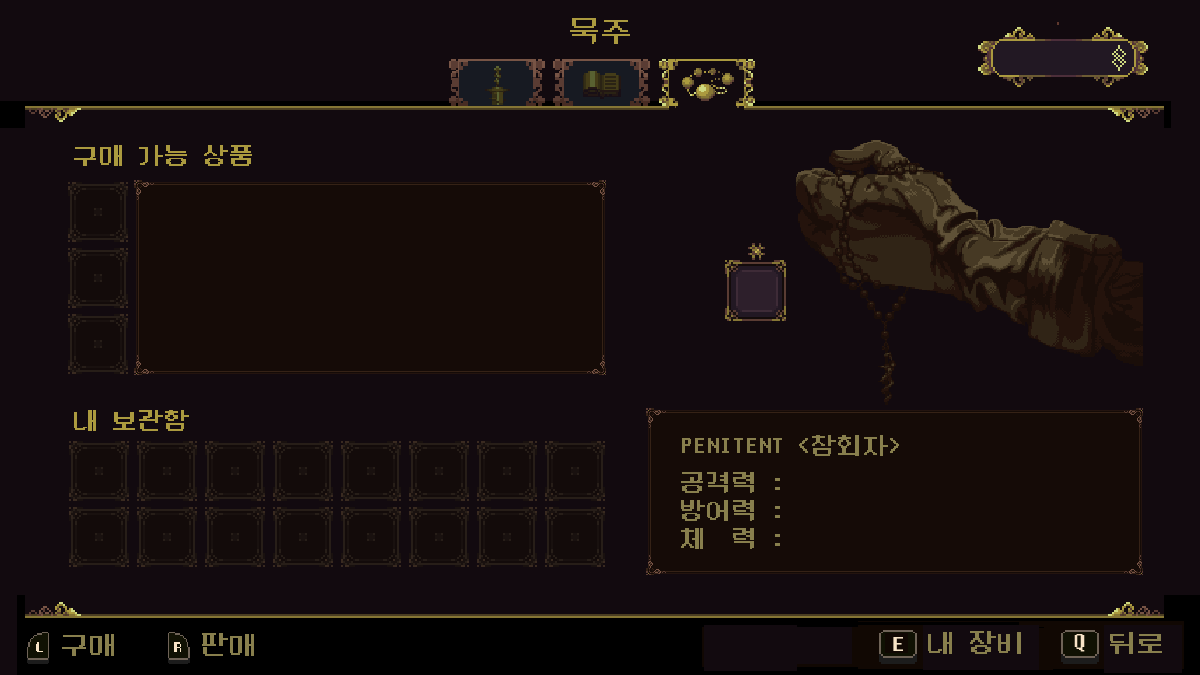 묵주
구매 가능 상품
내 보관함
PENITENT <참회자>
공격력 :
방어력 :
체 력 :
L 구매 R 판매 E 내 장비 Q 뒤로